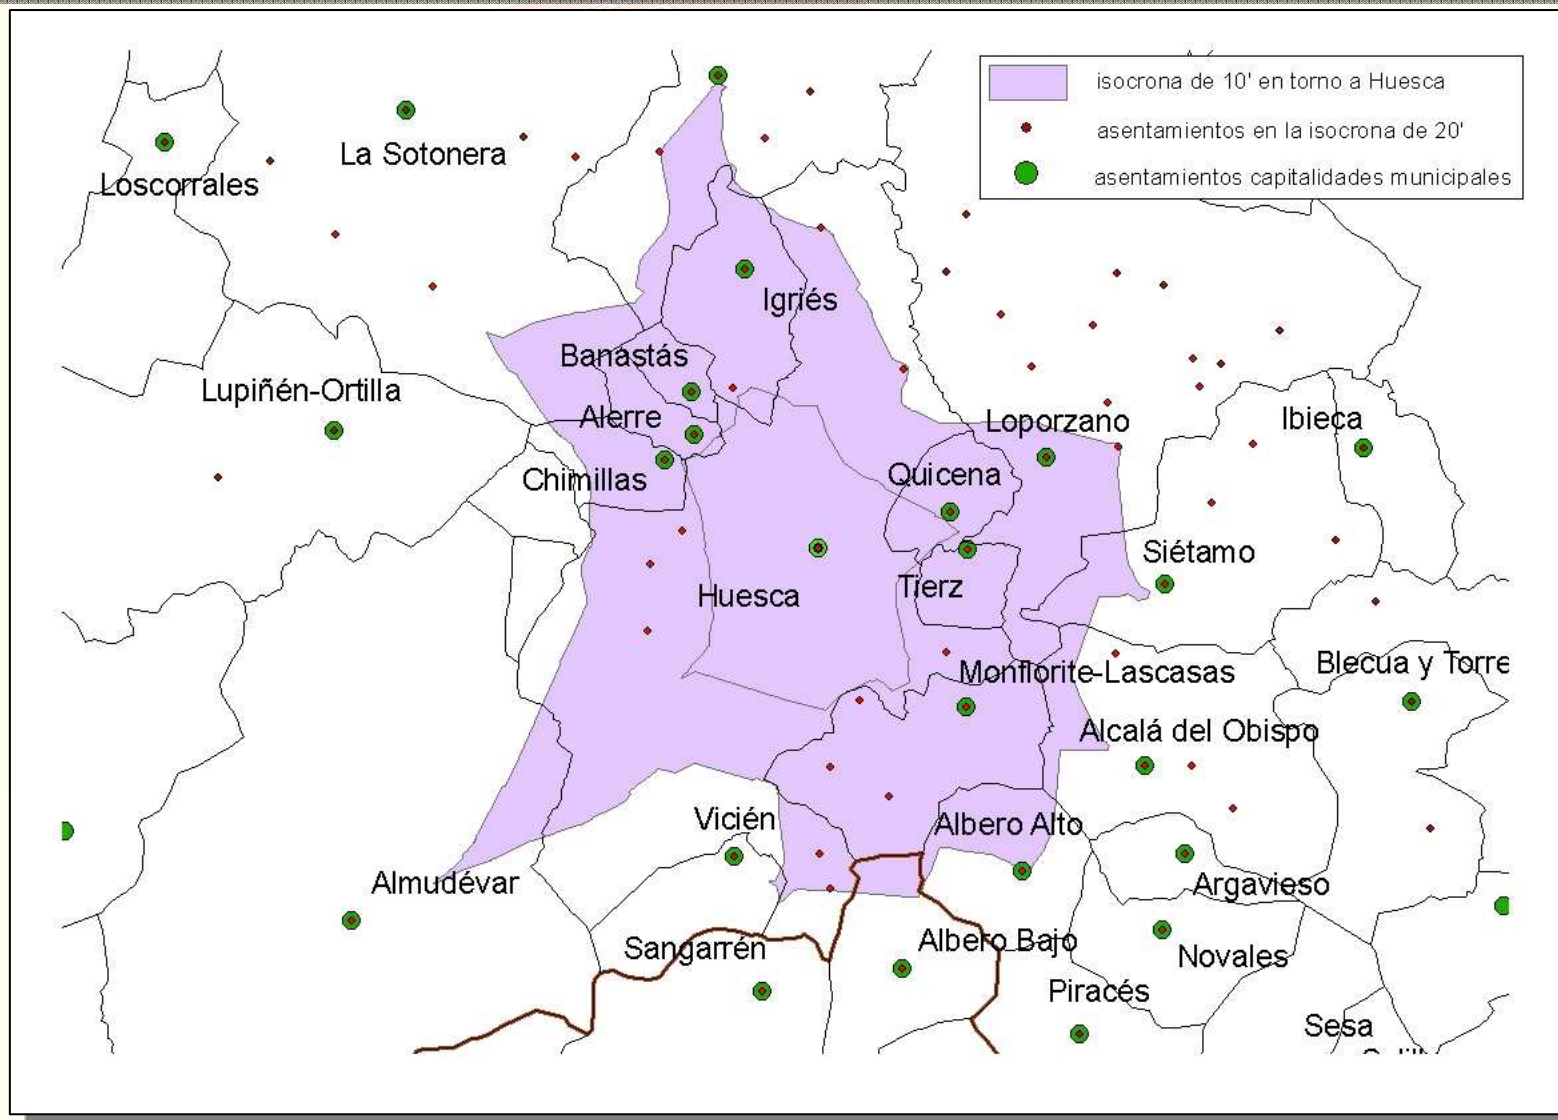 isocrona de 10' en torno a Huesca
asentamientos en la isocrona de 20'
asentamientos capitalidades municipales
La Sotonera
Loscorrales
Igriés
Banastás
Lupiñén-Ortilla
Alerre
Loporzano
Ibieca
Quicena
Chimillas
Siétamo
Tierz
Huesca
Blecua y Torre
Monflorite-Lascasas
Alcalá del Obispo
Vicién
Albero Alto
Almudévar
Argavieso
Albero Bajo
Sangarrén
Novales
Piracés
Sesa